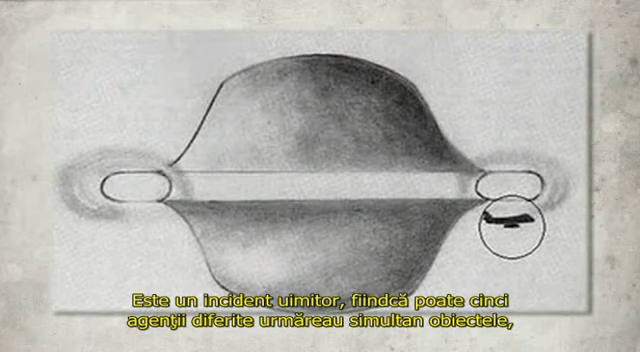 Este un incident uimitor, fiindcă poate cinci
agenţii diferite urmăreau simultan obiectele,